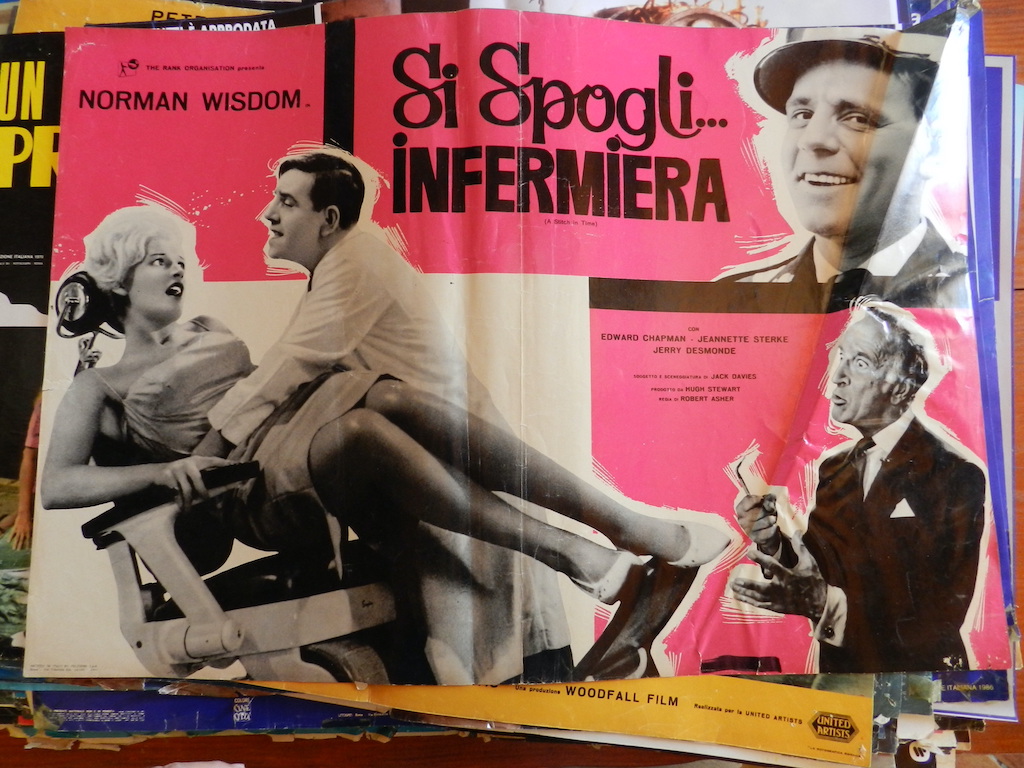 È APPRODATA
UN
PR
THE RANK ORGANISATION presenta
NORMAN WISDOM
Si Spogli...
iNFERMiERA
(A Stitch in Time)
CON
EDWARD CHAPMAN - JEANNETTE STERKE
JERRY DESMONDE
SOGGETTO E SCENEGGIATURA DI JACK DAVIES
PRODOTTO DA HUGH STEWART
REGIA DI ROBERT ASHER
Una produzione WOODFALL FILM
Realizzata per la UNITED ARTISTS
UNITED
ARTISTS